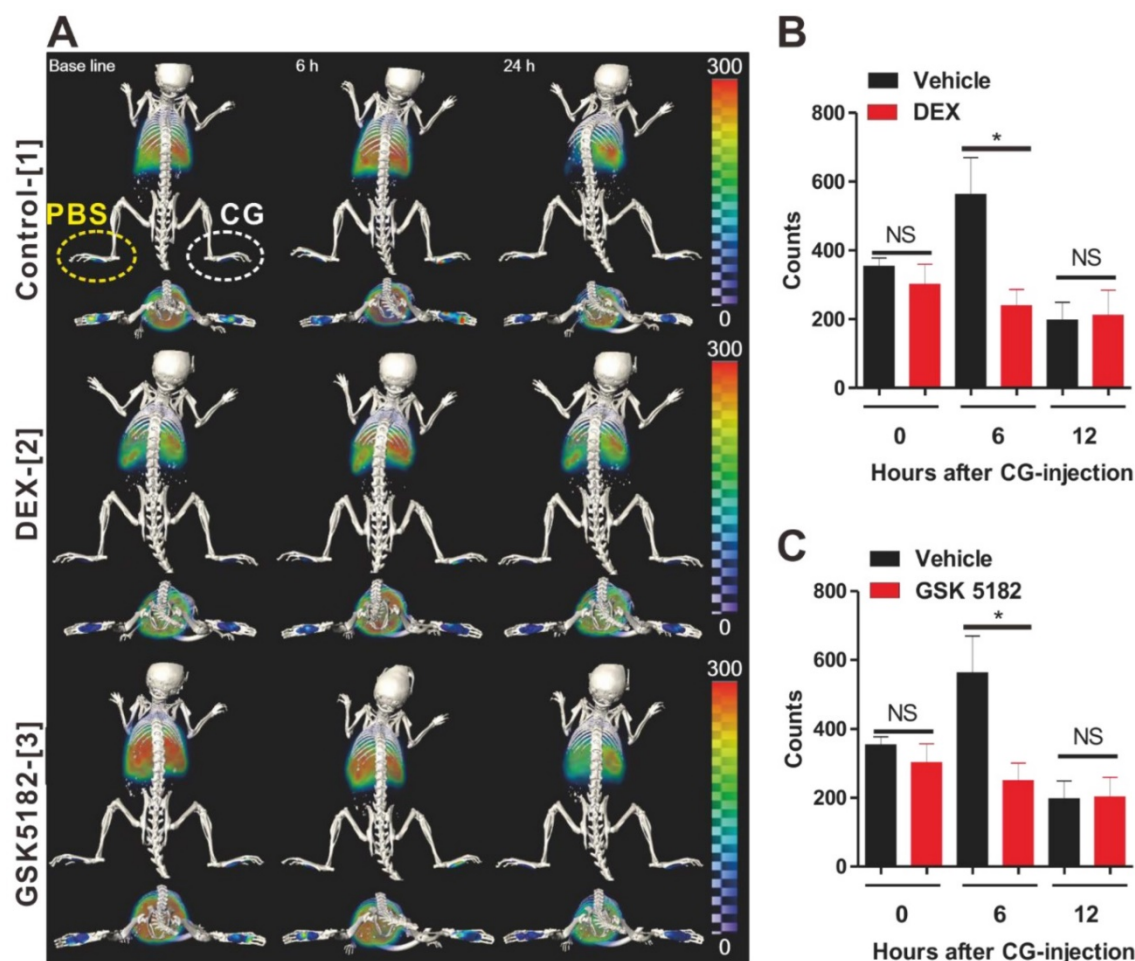 A
Base line
6 h
24 h
Control-[1]
PBS
CG
300
0
DEX-[2]
300
0
GSK5182-[3]
300
0
B
Vehicle
DEX
800
600
400
200
0
Counts
NS
*
NS
0
6
12
Hours after CG-injection
C
Vehicle
GSK 5182
800
600
400
200
0
Counts
NS
*
NS
0
6
12
Hours after CG-injection